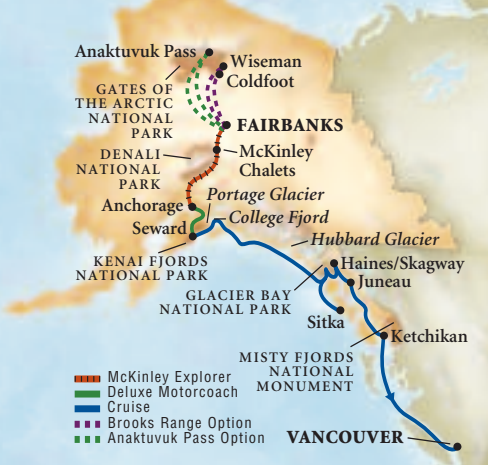 Anaktuvuk Pass
Wiseman
Coldfoot
GATES OF
THE ARCTIC
NATIONAL
PARK
FAIRBANKS
DENALI
NATIONAL
PARK
McKinley
Chalets
Portage Glacier
Anchorage
College Fjord
Seward
Hubbard Glacier
KENAI FJORDS
NATIONAL PARK
Haines/Skagway
Juneau
GLACIER BAY
NATIONAL PARK
Sitka
Ketchikan
MISTY FJORDS
NATIONAL
MONUMENT
McKinley Explorer
Deluxe Motorcoach
Cruise
Brooks Range Option
Anaktuvuk Pass Option
VANCOUVER